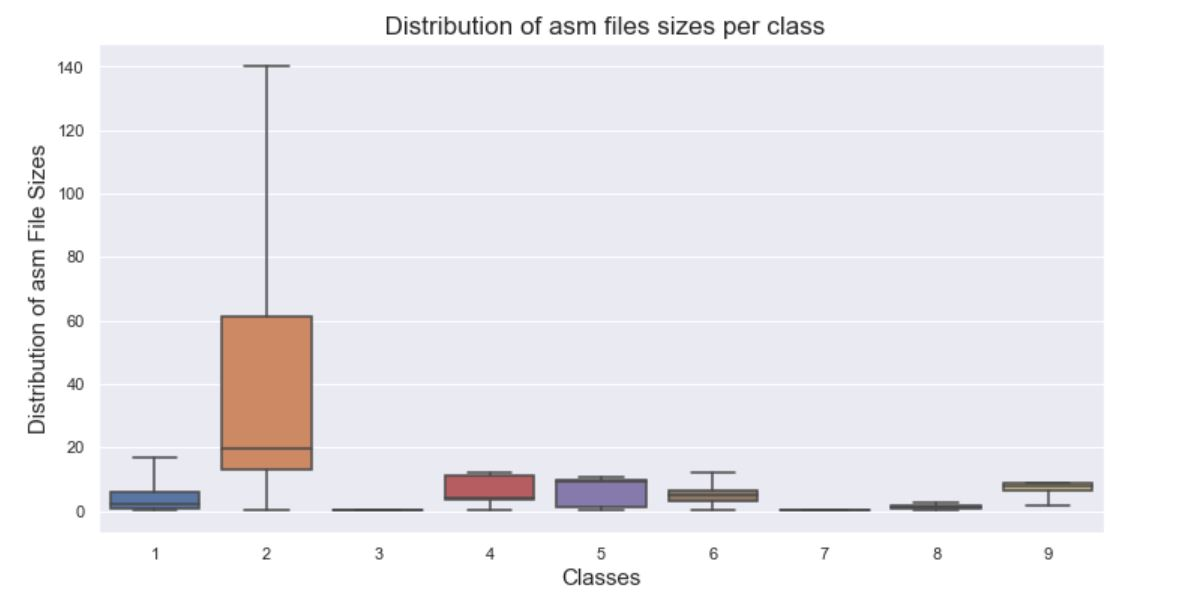 Distribution of asm files sizes per class
Distribution of asm File Sizes
140
120
100
80
60
40
20
0
1 2 3 4 5 6 7 8 9
Classes